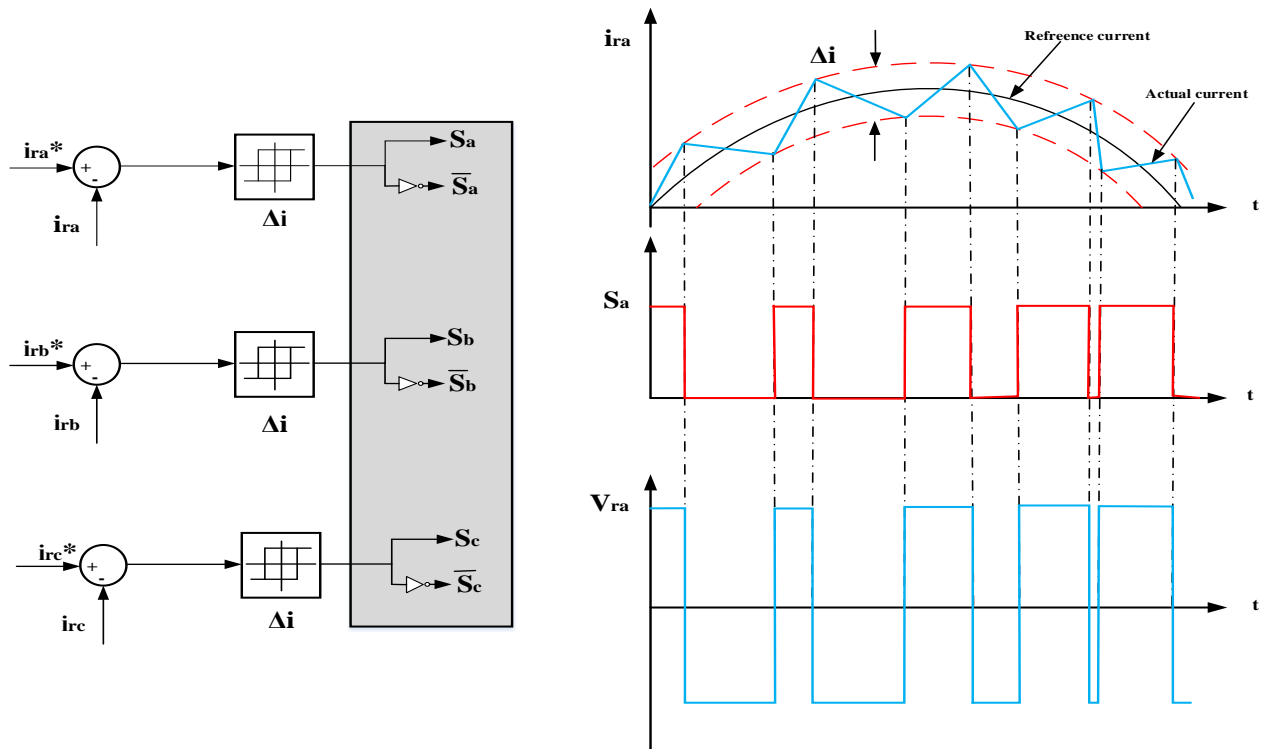 ira*
+
-
ira
Δi
Sa
S̅a
irb*
+
-
irb
Δi
Sb
S̅b
irc*
+
-
irc
Δi
Sc
S̅c
ira
Δi
Refreence current
Actual current
t
Sa
t
Vra
t